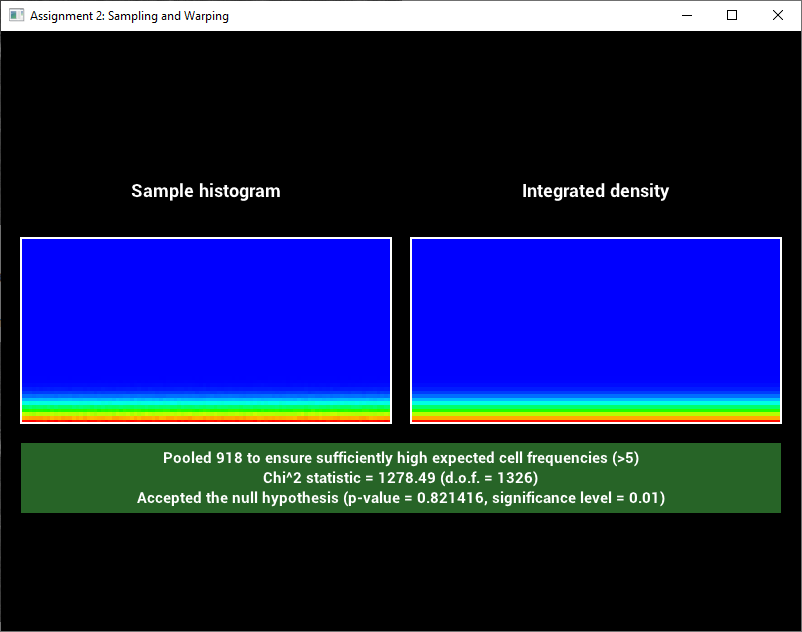 Assignment 2: Sampling and Warping
Sample histogram
Integrated density
Pooled 918 to ensure sufficiently high expected cell frequencies (>5)
Chi^2 statistic = 1278.49 (d.o.f. = 1326)
Accepted the null hypothesis (p-value = 0.821416, significance level = 0.01)